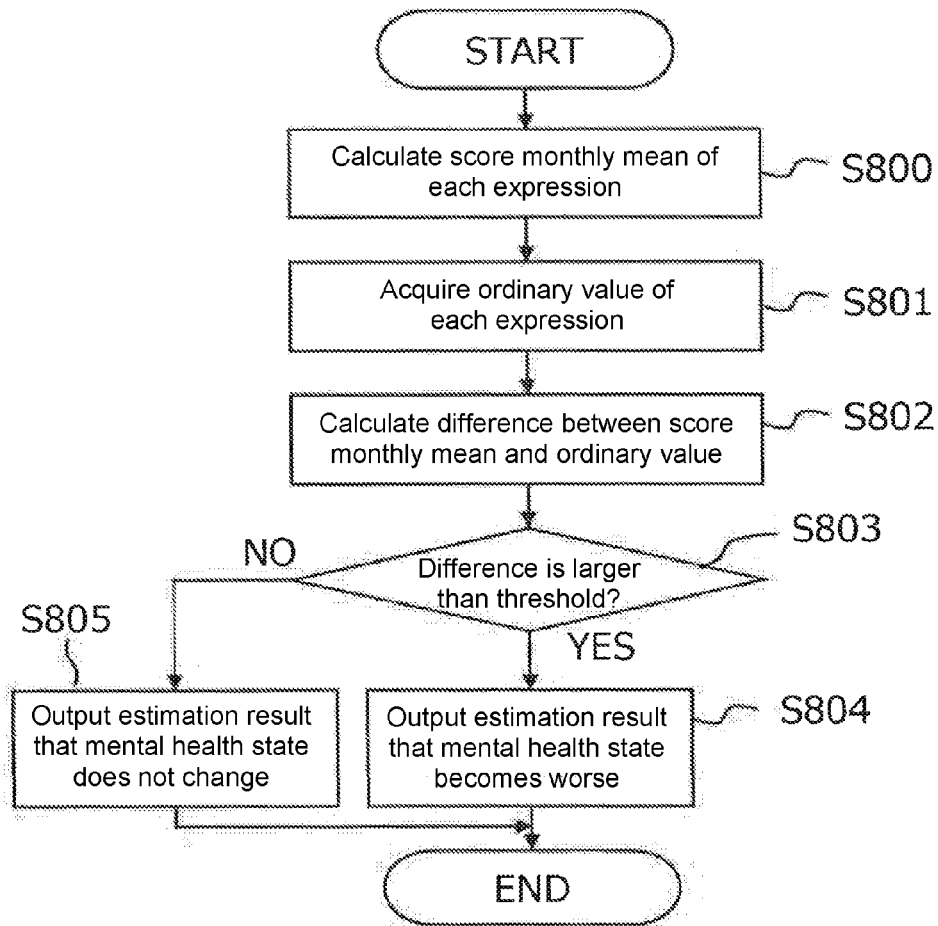 START
Calculate score monthly mean of
each expression
S800
Acquire ordinary value of
each expression
S801
Calculate difference between score
monthly mean and ordinary value
S802
S803
NO
Difference is larger
than threshold?
S805
YES
Output estimation result
that mental health state
does not change
Output estimation result
that mental health state
becomes worse
S804
END